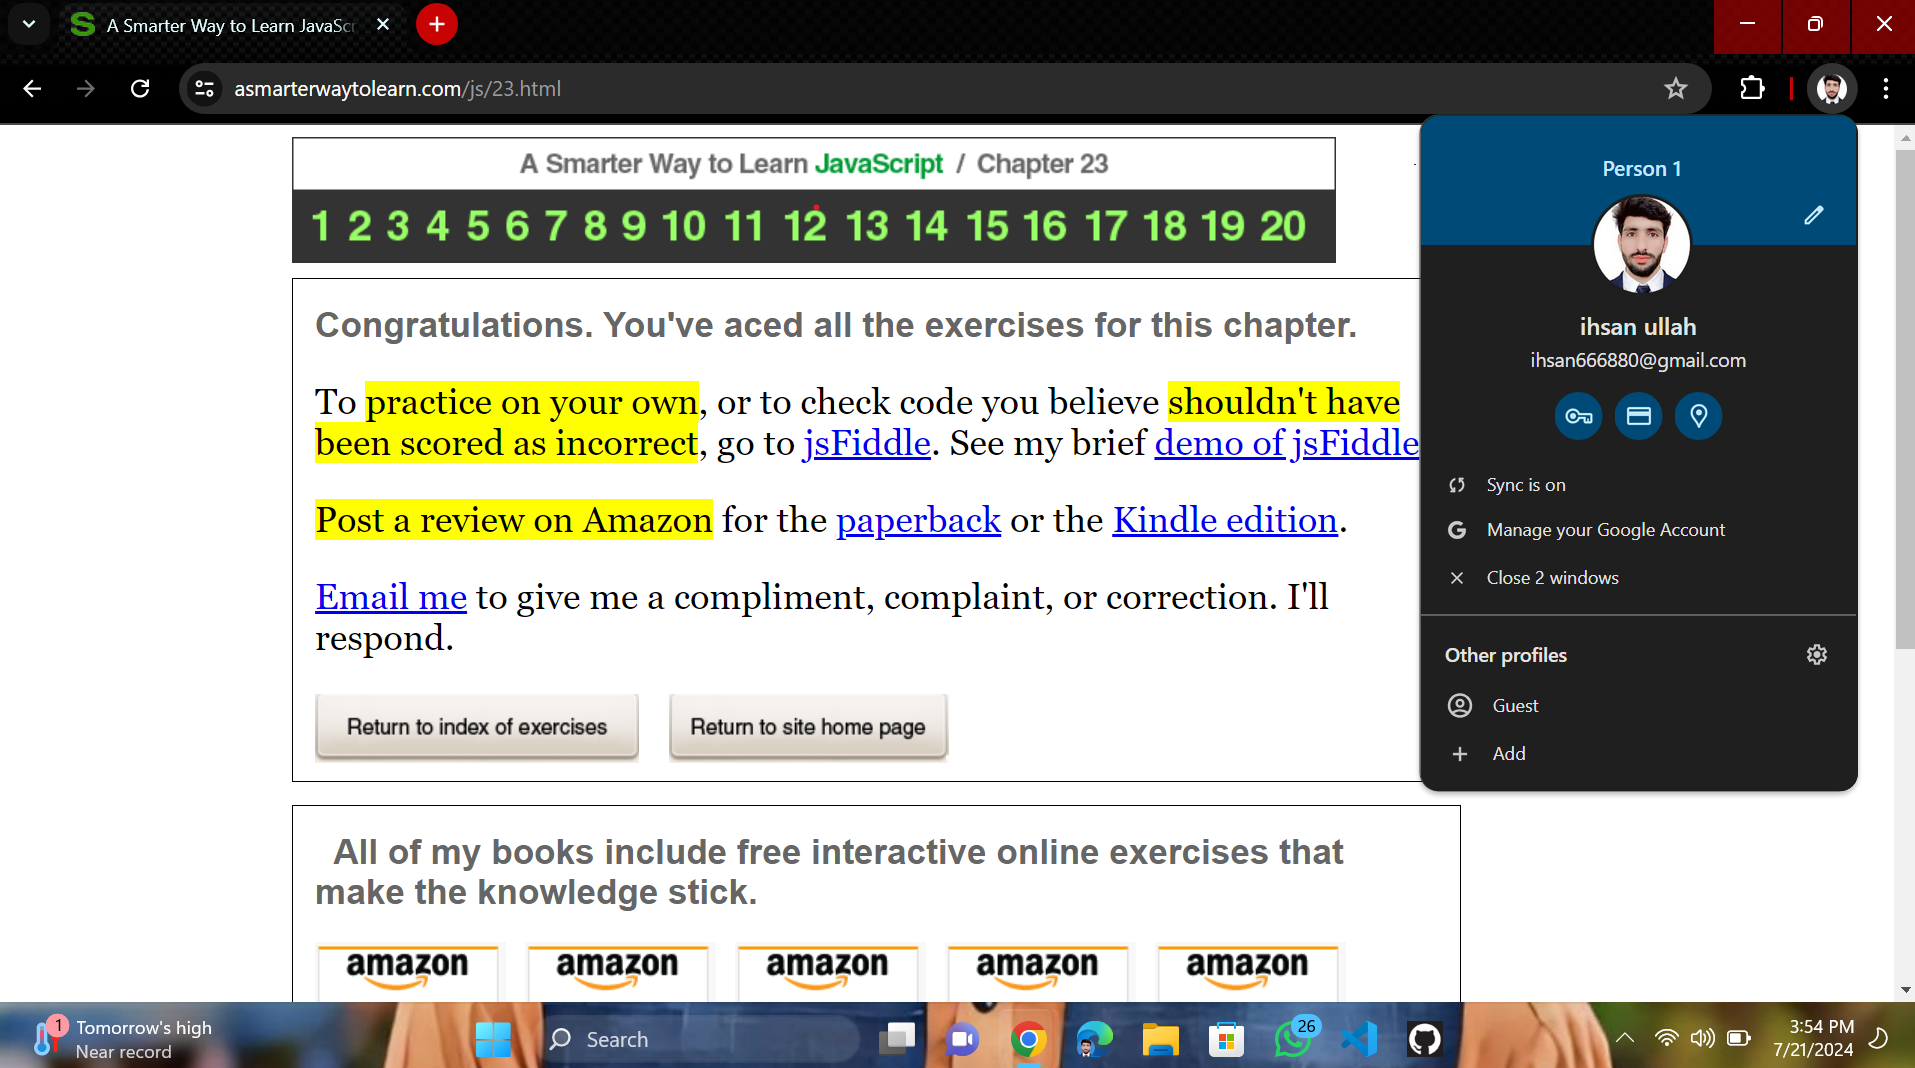 A Smarter Way to Learn JavaScr
asmarterwaytolearn.com/js/23.html
A Smarter Way to Learn JavaScript / Chapter 23
1 2 3 4 5 6 7 8 9 10 11 12 13 14 15 16 17 18 19 20
Congratulations. You've aced all the exercises for this chapter.
To practice on your own, or to check code you believe shouldn't have
been scored as incorrect, go to jsFiddle. See my brief demo of jsFiddle
Post a review on Amazon for the paperback or the Kindle edition.
Email me to give me a compliment, complaint, or correction. I'll
respond.
Return to index of exercises
Return to site home page
All of my books include free interactive online exercises that
make the knowledge stick.
amazon amazon amazon amazon amazon
Person 1
ihsan ullah
ihsan666880@gmail.com
Sync is on
Manage your Google Account
Close 2 windows
Other profiles
Guest
Add
1
Tomorrow's high
Near record
Search
26
3:54 PM
7/21/2024